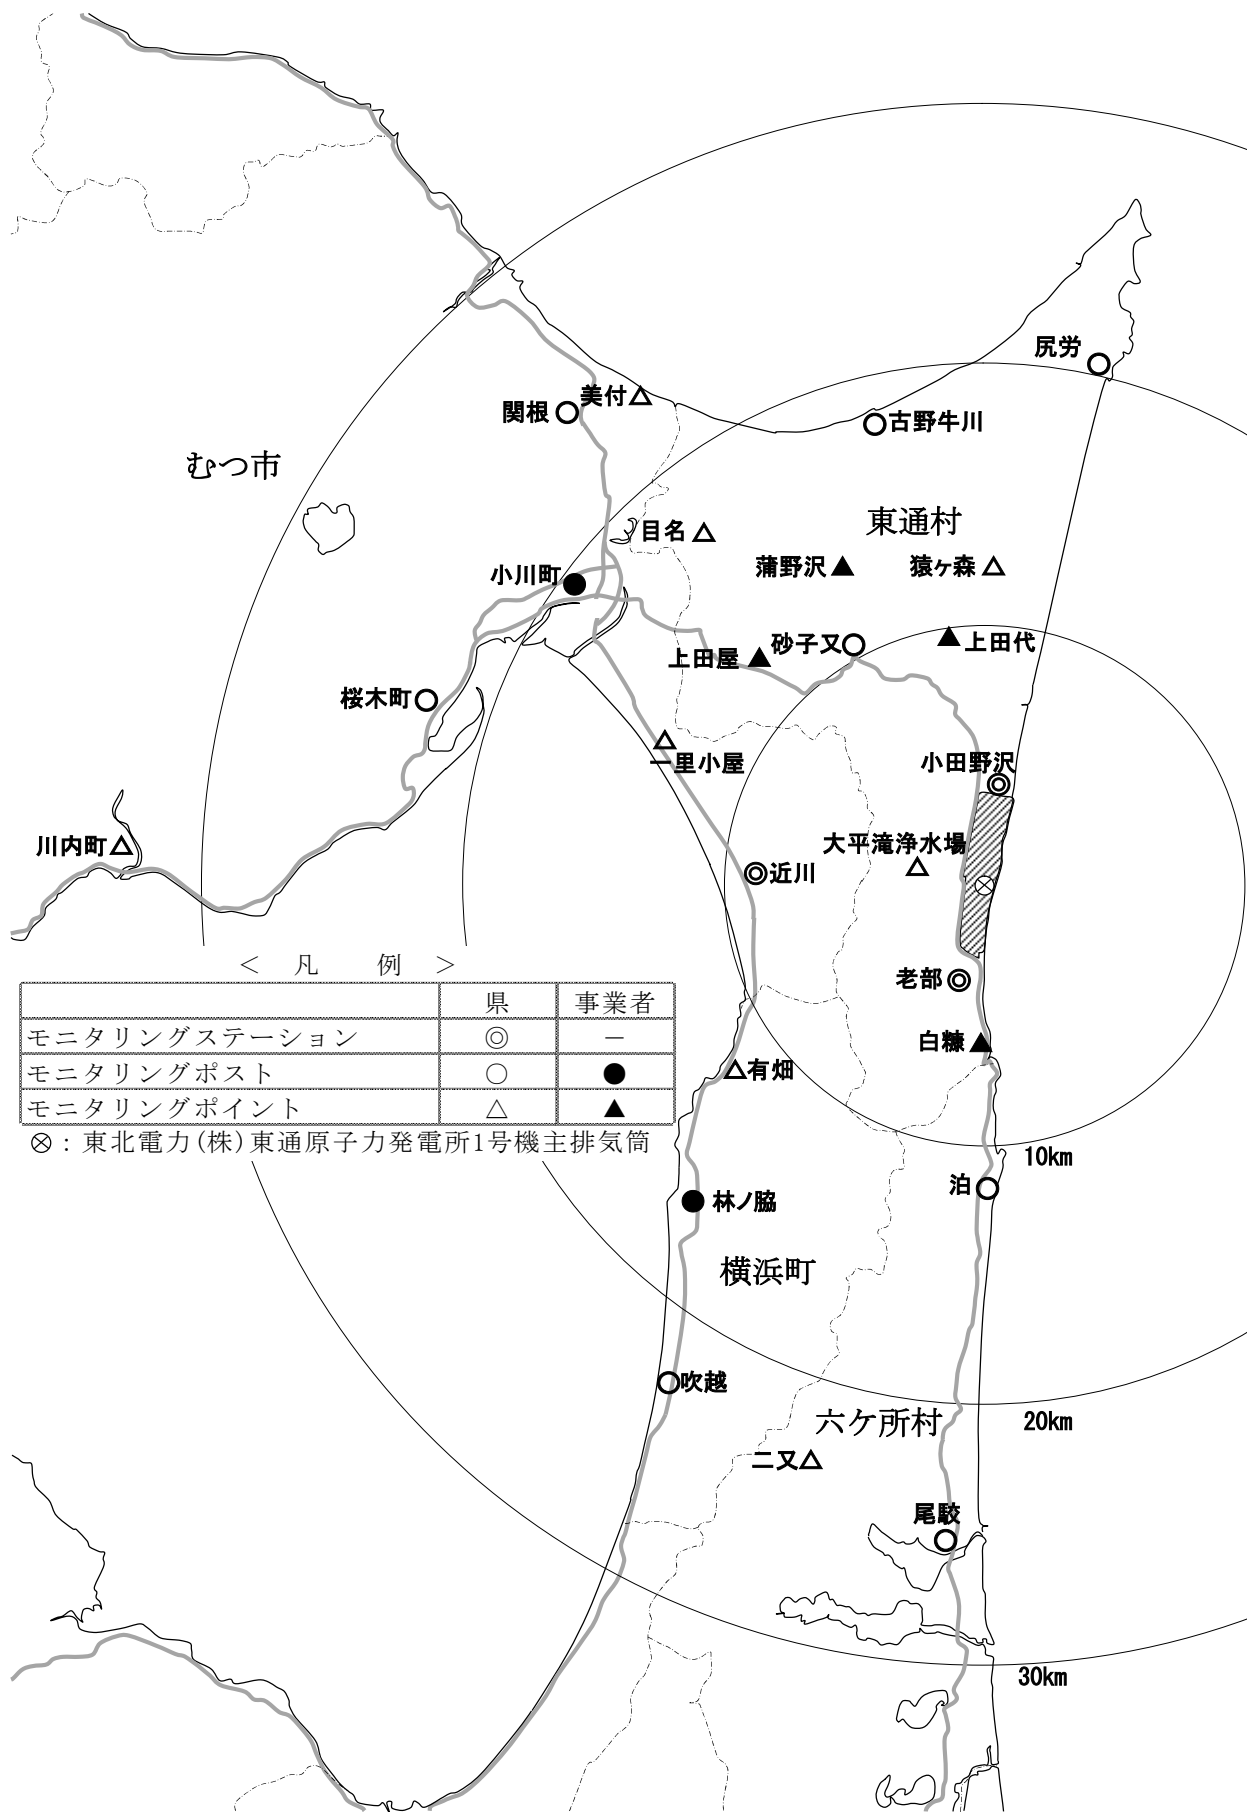 尻労
美付△
関根
古野牛川
むつ市
東通村
目名
蒲野沢
猿ヶ森
小川町
砂子又
上田代
上田屋
桜木町
一里小屋
小田野沢
川内町
大平滝浄水場
近川
＜ 凡 例 ＞
県 事業者
モニタリングステーション ◎ －
モニタリングポスト ○ ●
モニタリングポイント △ ▲
⊗：東北電力(株)東通原子力発電所1号機主排気筒
老部
白糠
有畑
10km
泊
林ノ脇
横浜町
吹越
六ケ所村
20km
二又
尾駮
30km